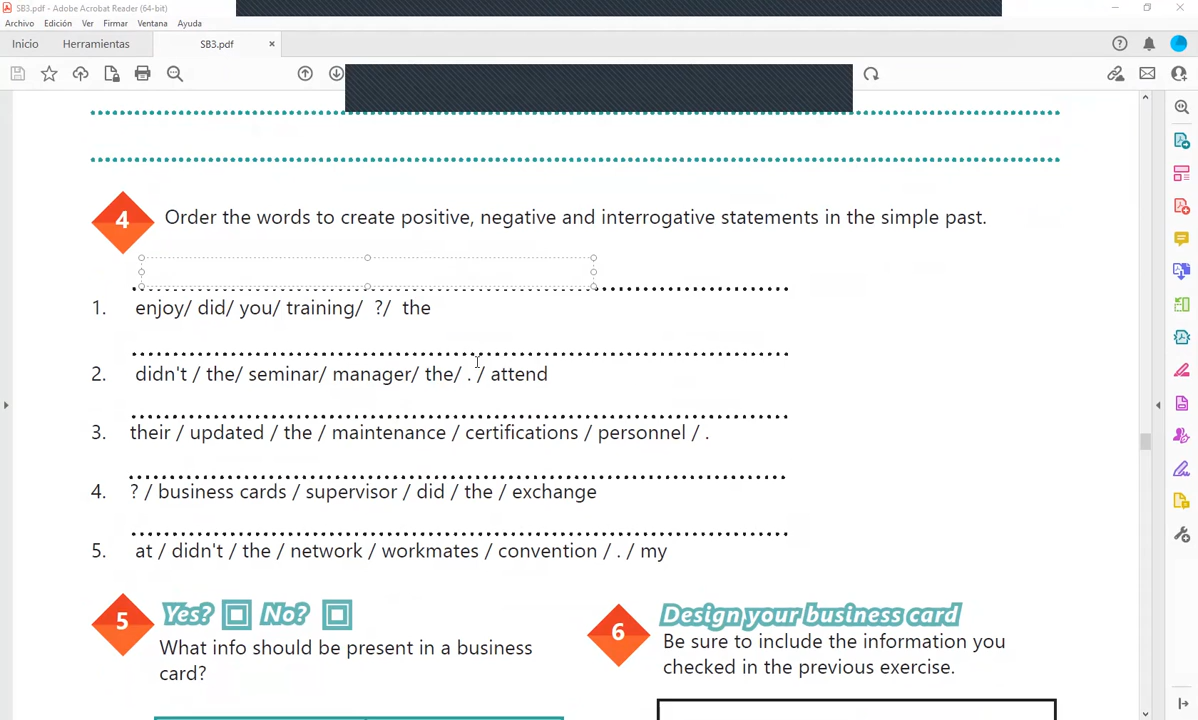 SB3.pdf - Adobe Acrobat Reader (64-bit)
Archivo Edición Ver Firmar Ventana Ayuda
Inicio Herramientas SB3.pdf ×
4 Order the words to create positive, negative and interrogative statements in the simple past.
1. enjoy/ did/ you/ training/ ?/ the
2. didn't / the/ seminar/ manager/ the/ . / attend
3. their / updated / the / maintenance / certifications / personnel / .
4. ? / business cards / supervisor / did / the / exchange
5. at / didn't / the / network / workmates / convention / . / my
5 Yes? No?
What info should be present in a business
card?
6 Design your business card
Be sure to include the information you
checked in the previous exercise.